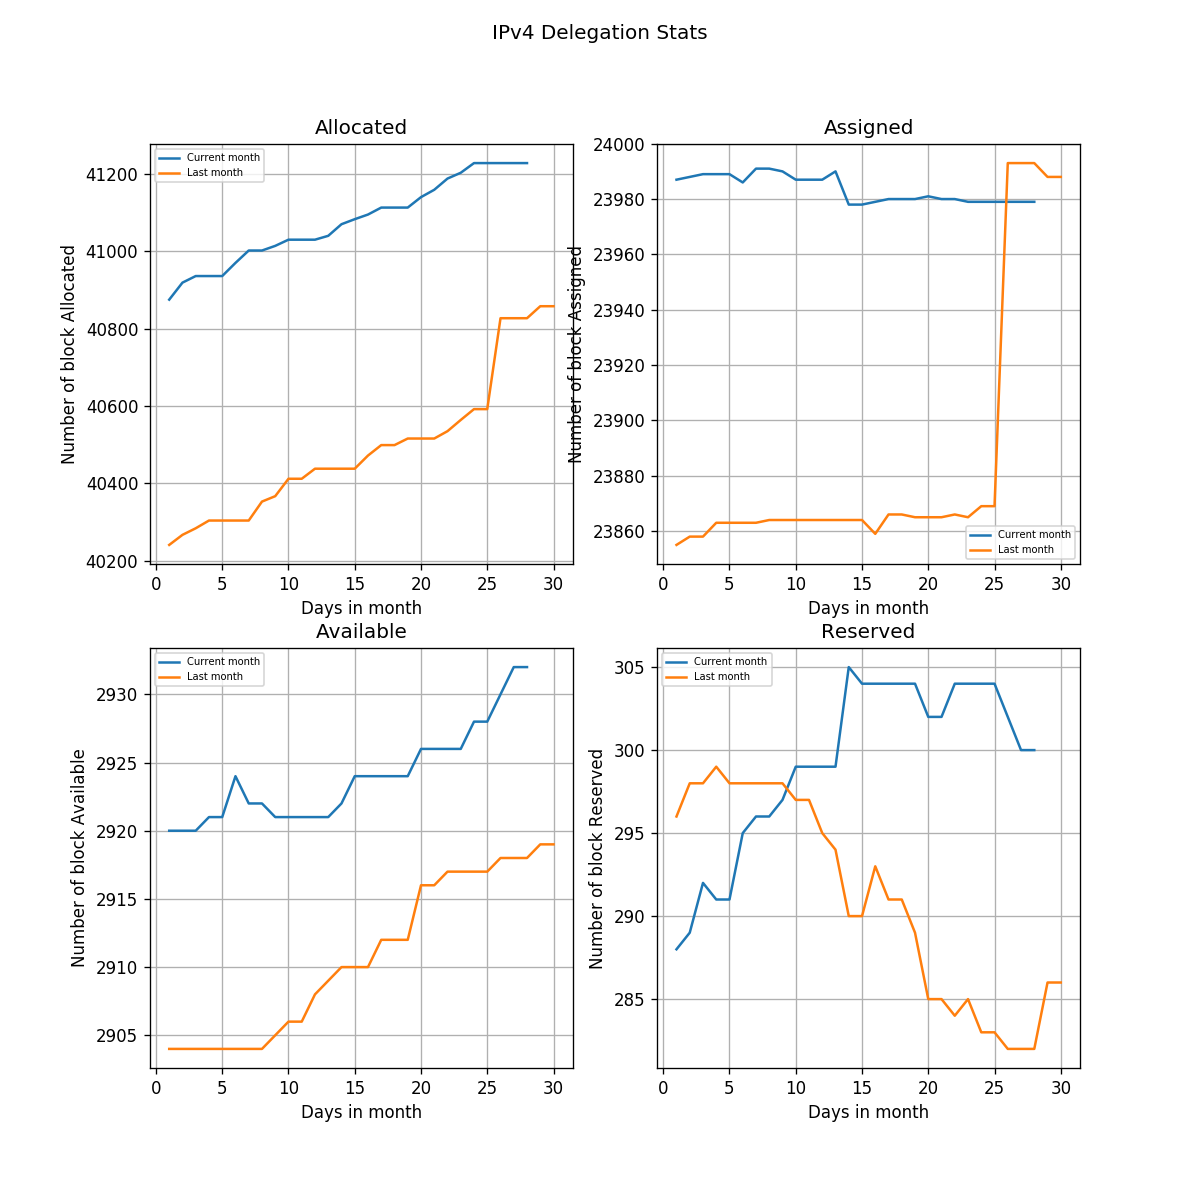 IPv4 Delegation Stats
Allocated
Number of block Allocated
41200
41000
40800
40600
40400
40200
Current month
Last month
0 5 10 15 20 25 30
Days in month
Assigned
Number of block Assigned
24000
23980
23960
23940
23920
23900
23880
23860
Current month
Last month
0 5 10 15 20 25 30
Days in month
Available
Number of block Available
2930
2925
2920
2915
2910
2905
Current month
Last month
0 5 10 15 20 25 30
Days in month
Reserved
Number of block Reserved
305
300
295
290
285
Current month
Last month
0 5 10 15 20 25 30
Days in month